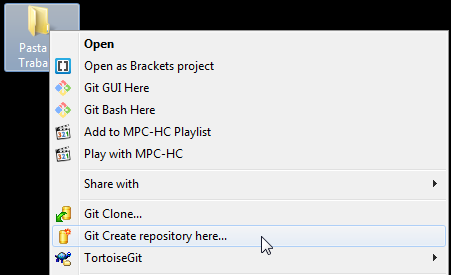 Pasta
Traba
Open
Open as Brackets project
Git GUI Here
Git Bash Here
Add to MPC-HC Playlist
Play with MPC-HC
Share with
Git Clone...
Git Create repository here...
TortoiseGit